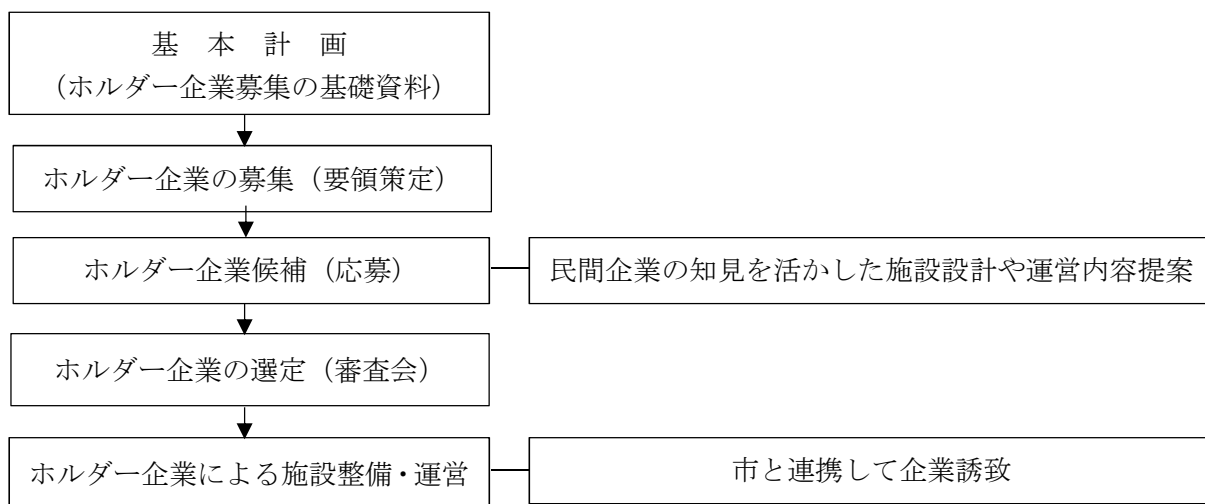 基　本　計　画
（ホルダー企業募集の基礎資料）
ホルダー企業の募集（要領策定）
ホルダー企業候補（応募）
民間企業の知見を活かした施設設計や運営内容提案
ホルダー企業の選定（審査会）
ホルダー企業による施設整備・運営
市と連携して企業誘致